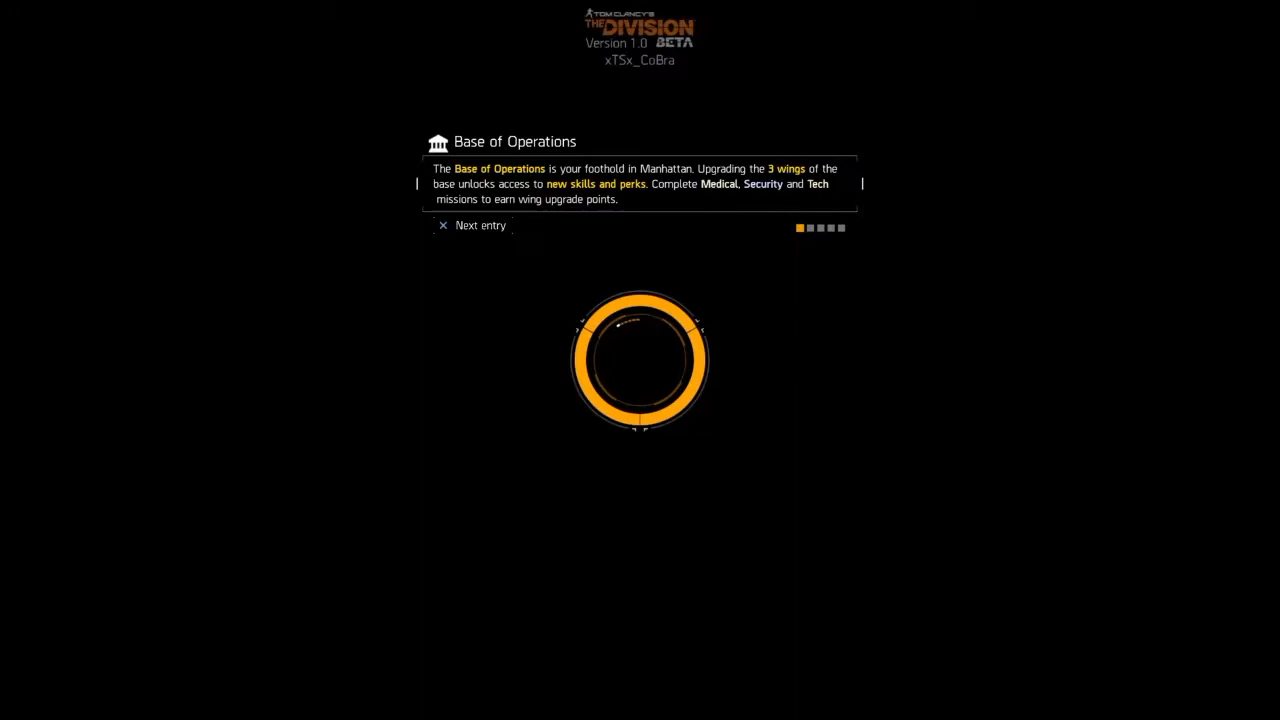 TOM CLANCY'S
THE DIVISION
Version 1.0 BETA
xTSx_CoBra
Base of Operations
The Base of Operations is your foothold in Manhattan. Upgrading the 3 wings of the
base unlocks access to new skills and perks. Complete Medical, Security and Tech
missions to earn wing upgrade points.
Next entry